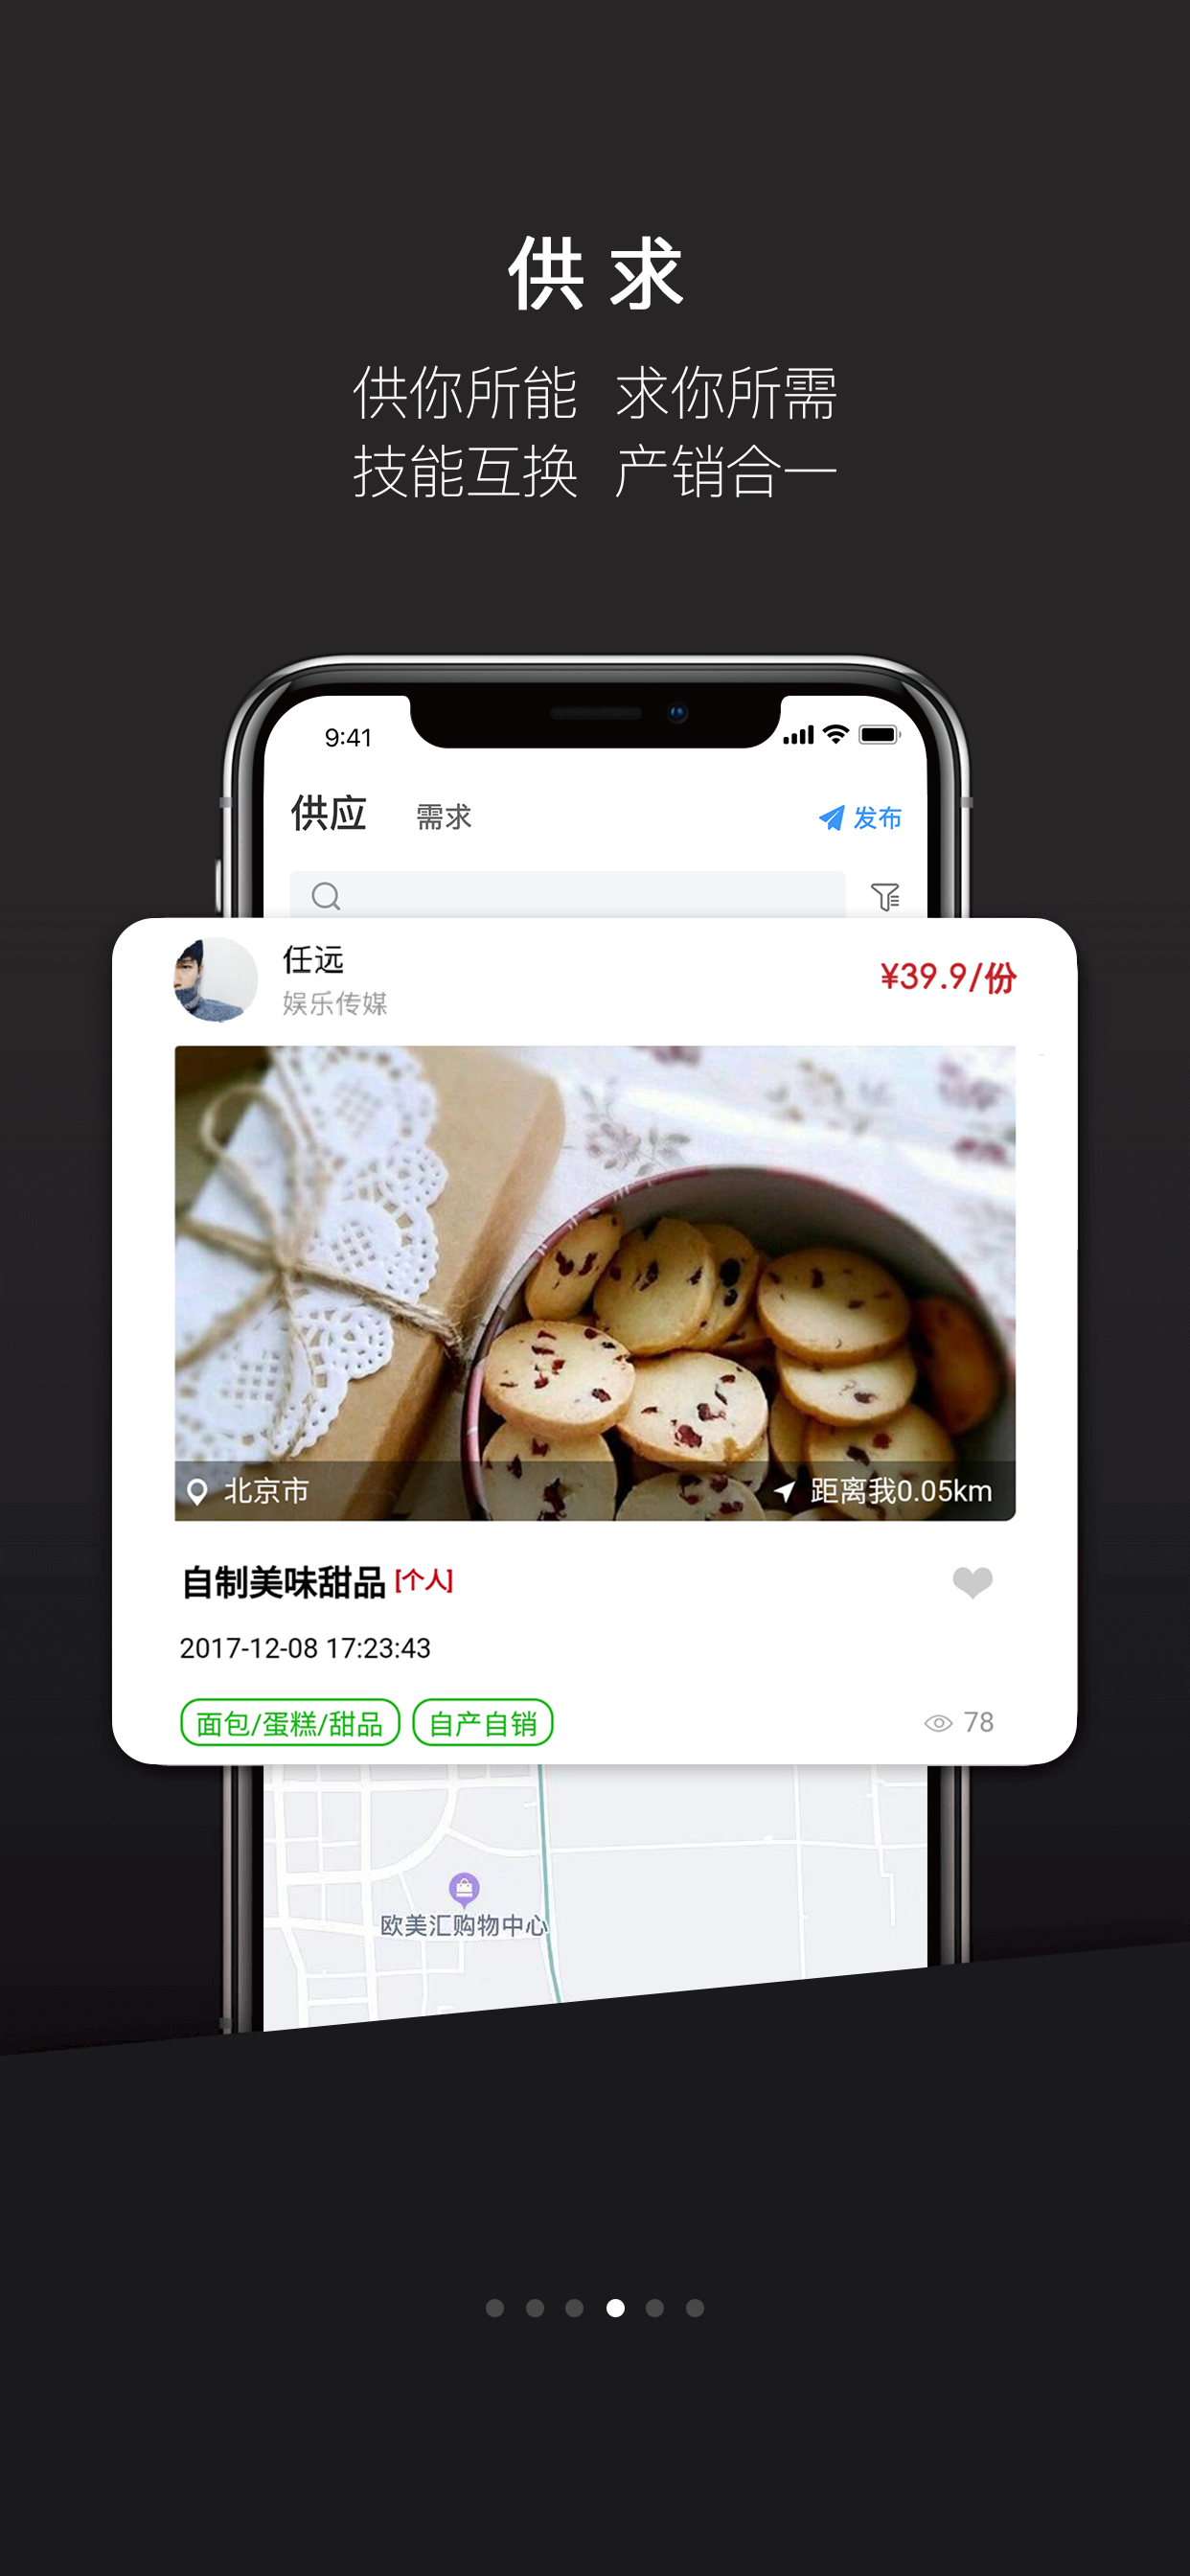 供求
供你所能 求你所需
技能互换 产销合一
9:41
供应 需求 发布
任远
娱乐传媒
¥39.9/份
北京市 距离我0.05km
自制美味甜品 [个人]
2017-12-08 17:23:43
面包/蛋糕/甜品 自产自销 78
欧美汇购物中心